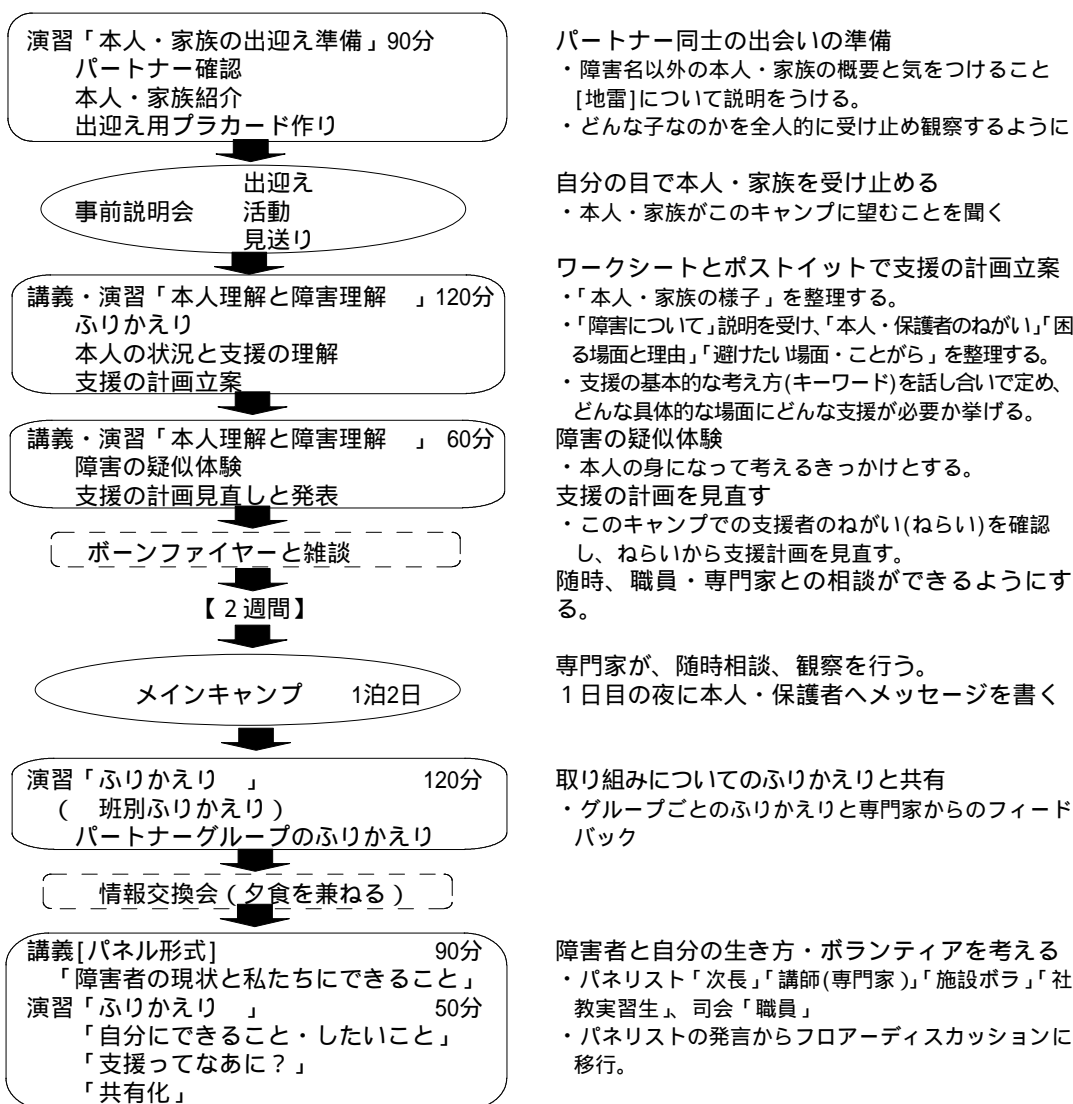 演習「本人・家族の出迎え準備」90分
パートナー確認
本人・家族紹介
出迎え用プラカード作り
パートナー同士の出会いの準備
・障害名以外の本人・家族の概要と気をつけること
[地雷]について説明をうける。
・どんな子なのかを全人的に受け止め観察するように
出迎え
事前説明会 活動
見送り
自分の目で本人・家族を受け止める
・本人・家族がこのキャンプに望むことを聞く
講義・演習「本人理解と障害理解 」120分
ふりかえり
本人の状況と支援の理解
支援の計画立案
ワークシートとポストイットで支援の計画立案
・「本人・家族の様子」を整理する。
・「障害について」説明を受け、「本人・保護者のねがい」「困
る場面と理由」「避けたい場面・ことがら」を整理する。
・支援の基本的な考え方(キーワード)を話し合いで定め、
どんな具体的な場面にどんな支援が必要か挙げる。
講義・演習「本人理解と障害理解 」 60分
障害の疑似体験
支援の計画見直しと発表
障害の疑似体験
・本人の身になって考えるきっかけとする。
支援の計画を見直す
・このキャンプでの支援者のねがい(ねらい)を確認
し、ねらいから支援計画を見直す。
ボーンファイヤーと雑談
【2週間】
随時、職員・専門家との相談ができるようにす
る。
メインキャンプ 1泊2日
専門家が、随時相談、観察を行う。
1日目の夜に本人・保護者へメッセージを書く
演習「ふりかえり 」 120分
( 班別ふりかえり)
パートナーグループのふりかえり
取り組みについてのふりかえりと共有
・グループごとのふりかえりと専門家からのフィード
バック
情報交換会(夕食を兼ねる)
講義[パネル形式] 90分
「障害者の現状と私たちにできること」
演習「ふりかえり 」 50分
「自分にできること・したいこと」
「支援ってなあに?」
「共有化」
障害者と自分の生き方・ボランティアを考える
・パネリスト「次長」「講師(専門家)」「施設ボラ」「社
教実習生」、司会「職員」
・パネリストの発言からフロアーディスカッションに
移行。